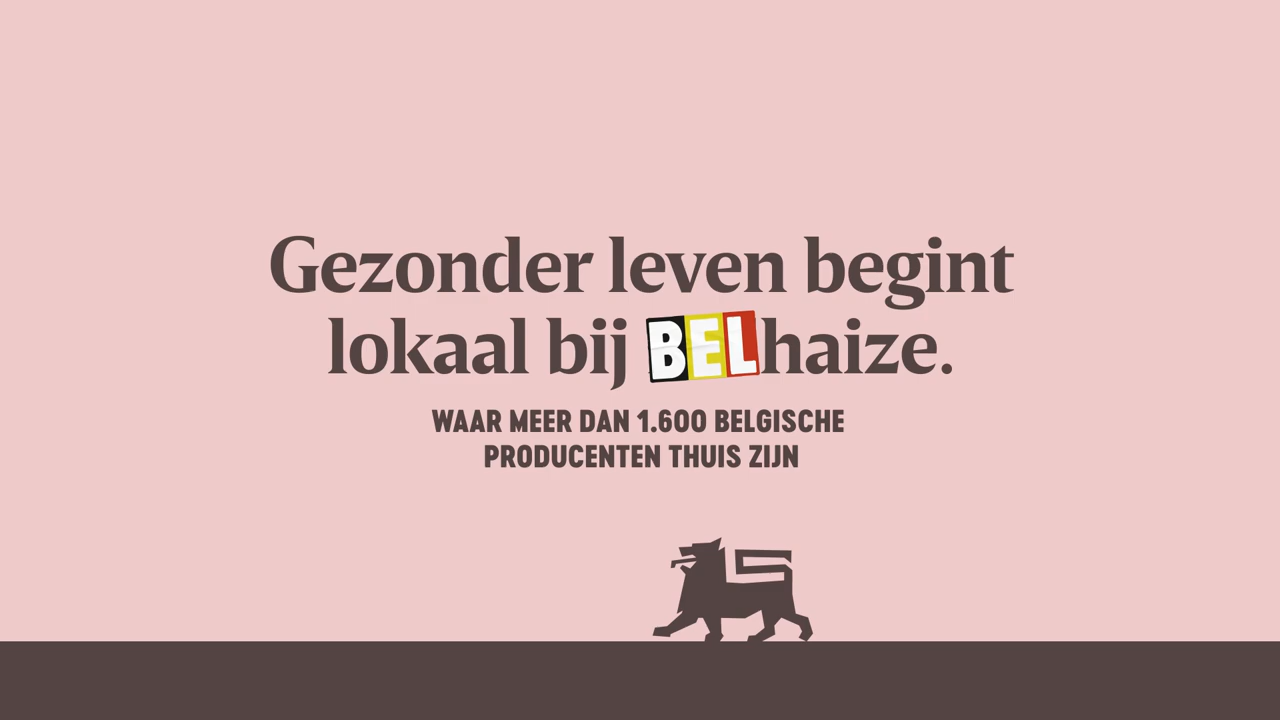 Gezonder leven begint
lokaal bij BELhaize.
WAAR MEER DAN 1.600 BELGISCHE
PRODUCENTEN THUIS ZIJN